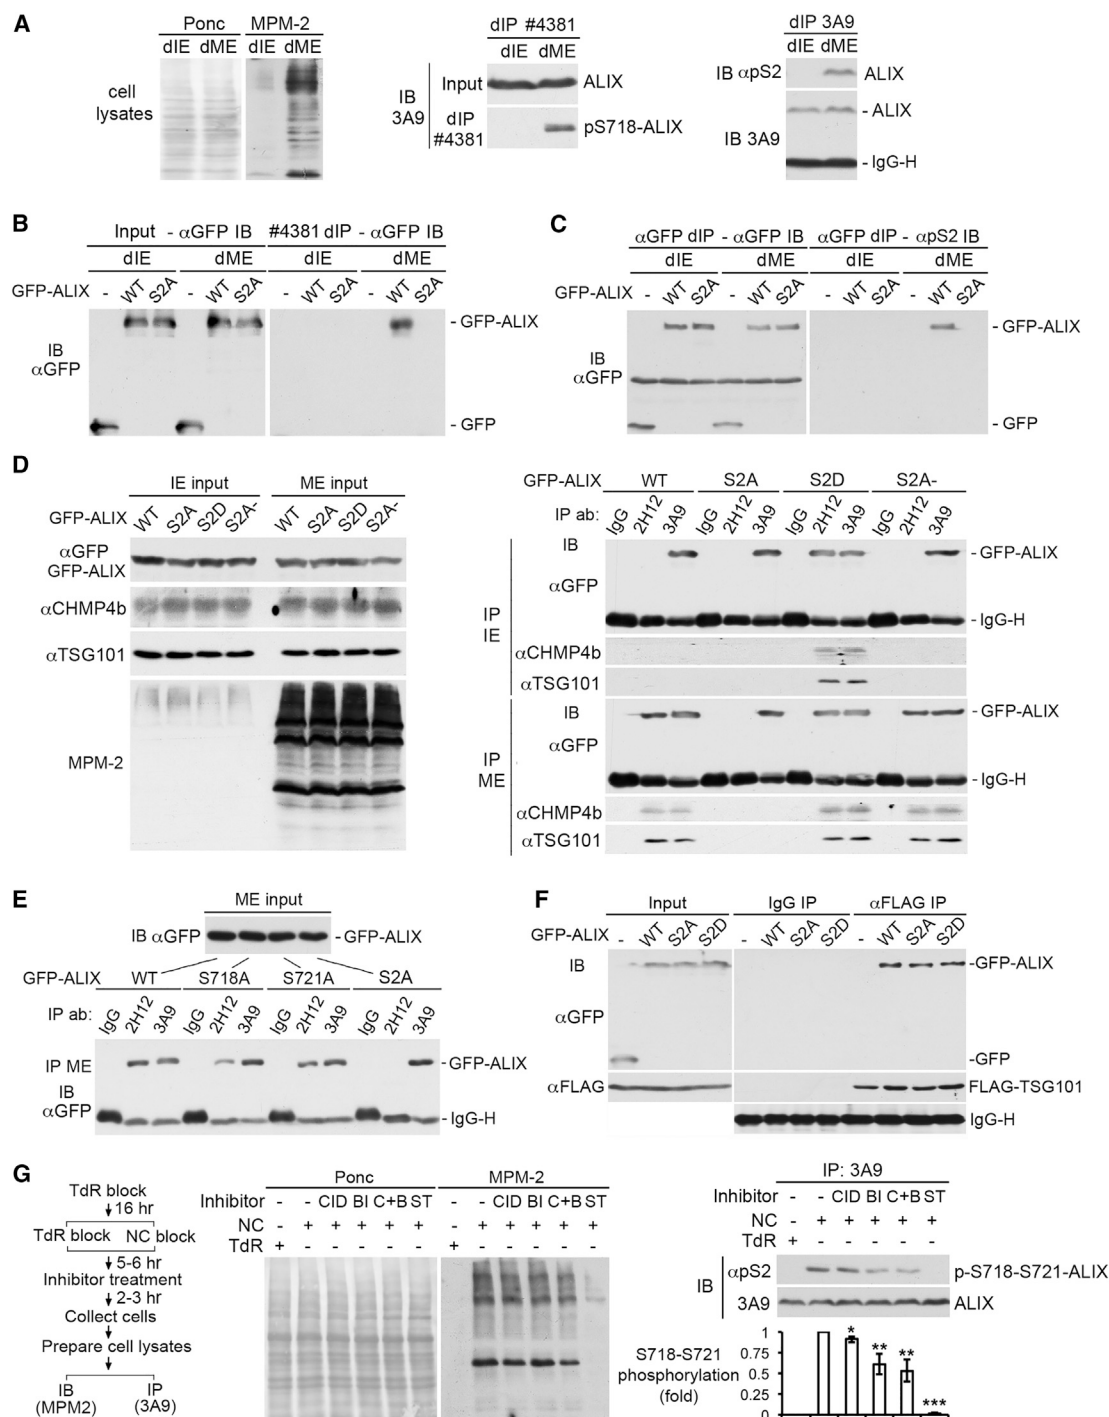 A
Ponc MPM-2
dIE dME dIE dME
cell
lysates
dIP #4381
dIE dME
IB
3A9
Input
ALIX
dIP
#4381
pS718-ALIX
dIP 3A9
dIE dME
IB αpS2
ALIX
- ALIX
IB 3A9
- IgG-H
B
Input - αGFP IB #4381 dIP - αGFP IB
dIE dME dIE dME
GFP-ALIX - WT S2A - WT S2A - WT S2A - WT S2A
- GFP-ALIX
IB
αGFP
- GFP
C
αGFP dIP - αGFP IB αGFP dIP - αpS2 IB
dIE dME dIE dME
GFP-ALIX - WT S2A - WT S2A - WT S2A - WT S2A
- GFP-ALIX
IB
αGFP
- GFP
D
IE input ME input
GFP-ALIX WT S2A S2D S2A- WT S2A S2D S2A-
αGFP
GFP-ALIX
αCHMP4b
αTSG101
MPM-2
GFP-ALIX WT S2A S2D S2A-
IP ab: IgG 2H12 3A9 IgG 2H12 3A9 IgG 2H12 3A9 IgG 2H12 3A9
IP
IE
IB
αGFP
- GFP-ALIX
- IgG-H
αCHMP4b
αTSG101
IP
ME
IB
αGFP
- GFP-ALIX
- IgG-H
αCHMP4b
αTSG101
E
ME input
IB αGFP - GFP-ALIX
GFP-ALIX WT S718A S721A S2A
IP ab: IgG 2H12 3A9 IgG 2H12 3A9 IgG 2H12 3A9 IgG 2H12 3A9
IP ME
IB
αGFP
- GFP-ALIX
- IgG-H
F
Input IgG IP αFLAG IP
GFP-ALIX - WT S2A S2D - WT S2A S2D - WT S2A S2D
IB
αGFP
-GFP-ALIX
-GFP
αFLAG
FLAG-TSG101
IgG-H
G
TdR block
16 hr
TdR block NC block
5-6 hr
Inhibitor treatment
2-3 hr
Collect cells
Prepare cell lysates
IB IP
(MPM2) (3A9)
Ponc MPM-2
Inhibitor - - CID BI C+B ST - - CID BI C+B ST
NC - + + + + + - + + + + +
TdR + - - - - - + - - - - -
IP: 3A9
Inhibitor - - CID BI C+B ST
NC - + + + + +
TdR + - - - - -
IB
αpS2 p-S718-S721-ALIX
3A9 ALIX
S718-S721
phosphorylation
(fold)
1
0.75
0.5
0.25
0
* ** ** ***